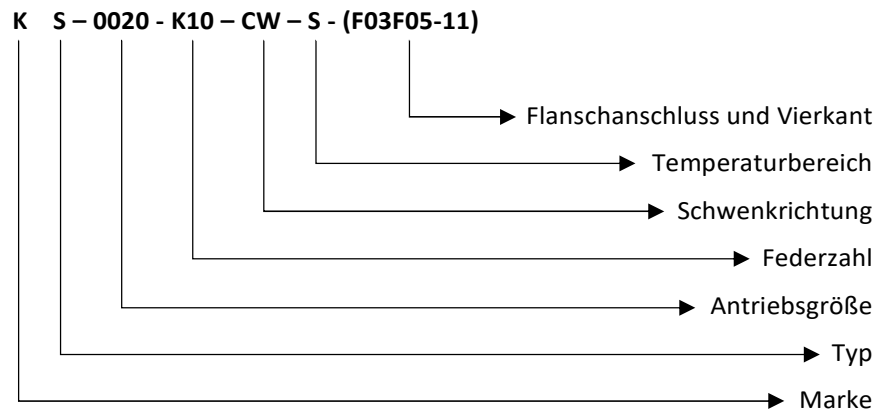 K S – 0020 - K10 – CW – S - (F03F05-11)
Flanschanschluss und Vierkant
Temperaturbereich
Schwenkrichtung
Federzahl
Antriebsgröße
Typ
Marke